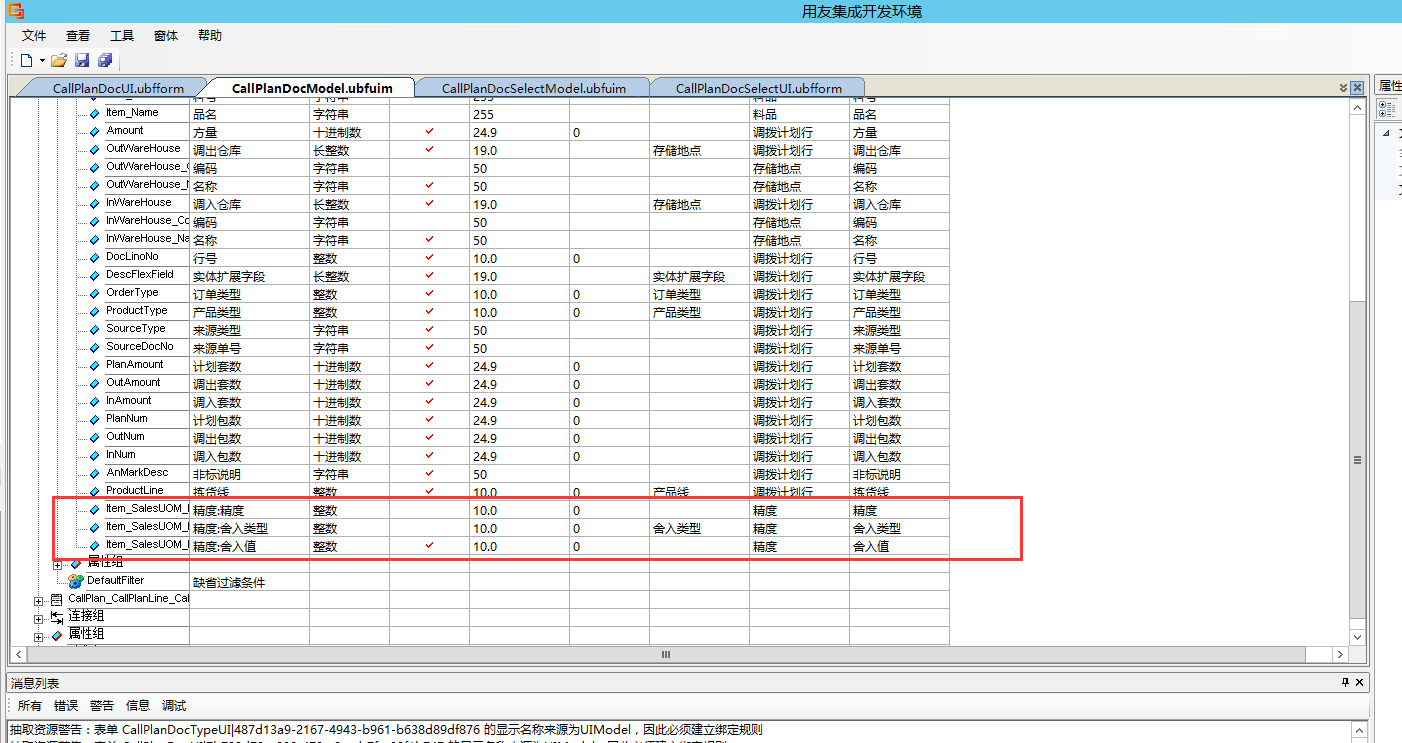 用友集成开发环境
文件 查看 工具 窗体 帮助
CallPlanDocUI.ubfform CallPlanDocModel.ubfuim CallPlanDocSelectModel.ubfuim CallPlanDocSelectUI.ubfform 属性
料号 字符串 255 料品 料号
Item_Name 品名 字符串 255 料品 品名
Amount 方量 十进制数 24.9 0 调拨计划行 方量
OutWareHouse 调出仓库 长整数 19.0 存储地点 调拨计划行 调出仓库
OutWareHouse_ 编码 字符串 50 存储地点 编码
OutWareHouse_N 名称 字符串 50 存储地点 名称
InWareHouse 调入仓库 长整数 19.0 存储地点 调拨计划行 调入仓库
InWareHouse_Co 编码 字符串 50 存储地点 编码
InWareHouse_Na 名称 字符串 50 存储地点 名称
DocLinoNo 行号 整数 10.0 0 调拨计划行 行号
DescFlexField 实体扩展字段 长整数 19.0 实体扩展字段 调拨计划行 实体扩展字段
OrderType 订单类型 整数 10.0 0 订单类型 调拨计划行 订单类型
ProductType 产品类型 整数 10.0 0 产品类型 调拨计划行 产品类型
SourceType 来源类型 字符串 50 调拨计划行 来源类型
SourceDocNo 来源单号 字符串 50 调拨计划行 来源单号
PlanAmount 计划套数 十进制数 24.9 0 调拨计划行 计划套数
OutAmount 调出套数 十进制数 24.9 0 调拨计划行 调出套数
InAmount 调入套数 十进制数 24.9 0 调拨计划行 调入套数
PlanNum 计划包数 十进制数 24.9 0 调拨计划行 计划包数
OutNum 调出包数 十进制数 24.9 0 调拨计划行 调出包数
InNum 调入包数 十进制数 24.9 0 调拨计划行 调入包数
AnMarkDesc 非标说明 字符串 50 调拨计划行 非标说明
ProductLine 拣货线 整数 10.0 0 产品线 调拨计划行 拣货线
Item_SalesUOM_ 精度:精度 整数 10.0 0 精度 精度
Item_SalesUOM_ 精度:舍入类型 整数 10.0 0 舍入类型 精度 舍入类型
Item_SalesUOM_ 精度:舍入值 整数 10.0 0 精度 舍入值
属性组
DefaultFilter 缺省过滤条件
CallPlan_CallPlanLine_Cal
连接组
属性组
消息列表
所有 错误 警告 信息 调试
抽取资源警告：表单 CallPlanDocTypeUI|487d13a9-2167-4943-b961-b638d89df876 的显示名称来源为UIModel，因此必须建立绑定规则